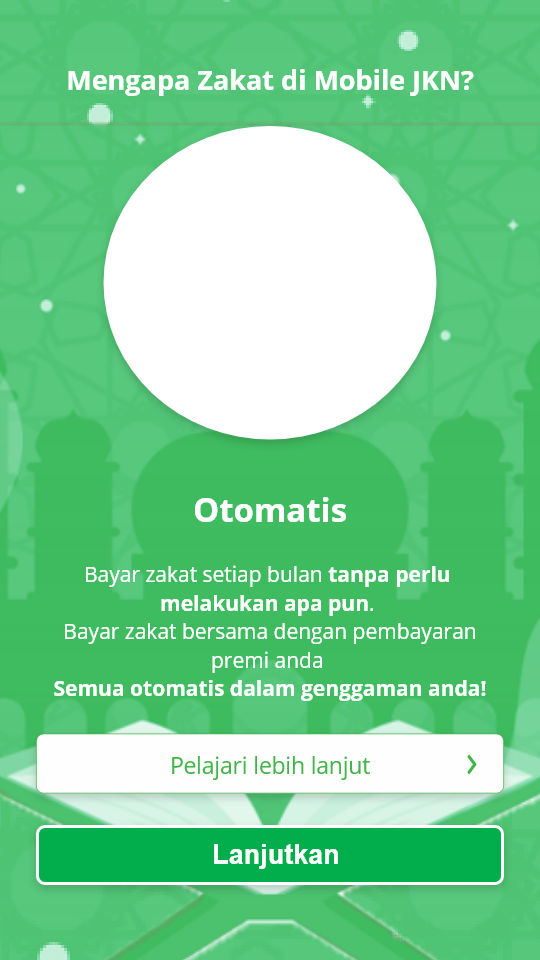 Mengapa Zakat di Mobile JKN?
Otomatis
Bayar zakat setiap bulan tanpa perlu
melakukan apa pun.
Bayar zakat bersama dengan pembayaran
premi anda
Semua otomatis dalam genggaman anda!
Pelajari lebih lanjut
Lanjutkan